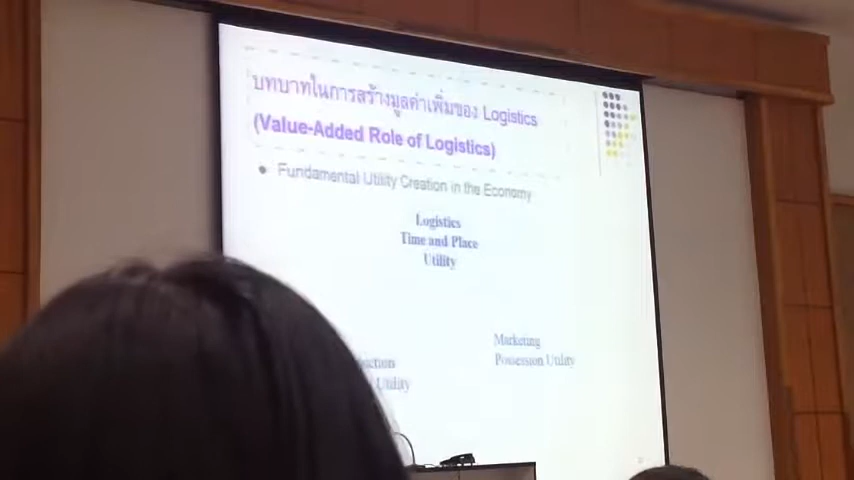 บทบาทในการสร้างมูลค่าเพิ่มของ Logistics
(Value-Added Role of Logistics)
Fundamental Utility Creation in the Economy
Logistics
Time and Place
Utility
Marketing
Possession Utility
Utility